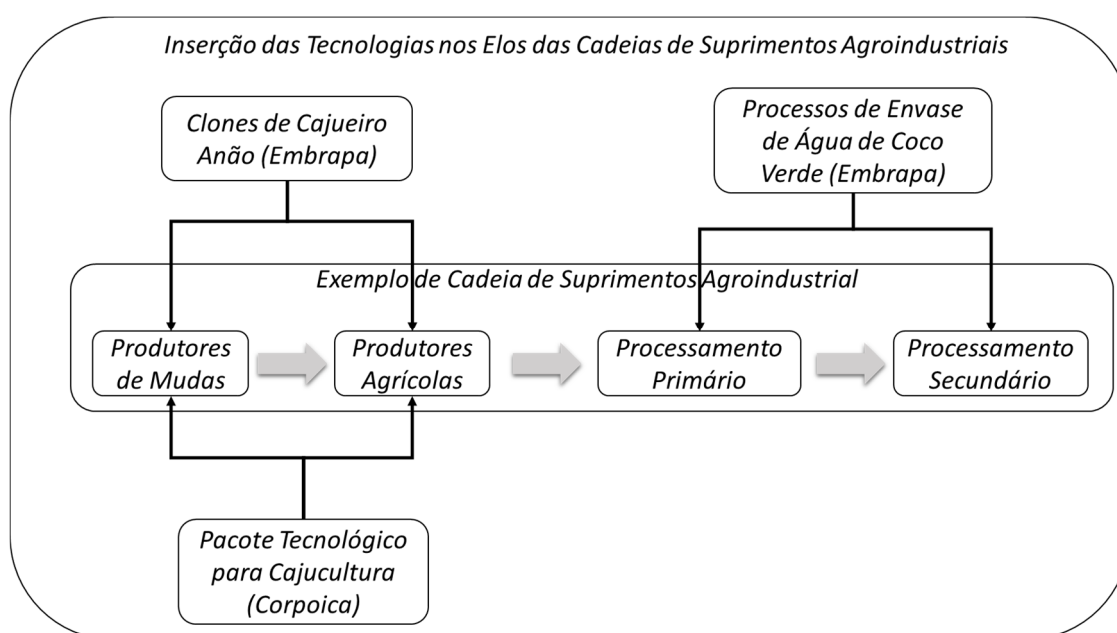 Inserção das Tecnologias nos Elos das Cadeias de Suprimentos Agroindustriais
Clones de Cajueiro
Anão (Embrapa)
Processos de Envase
de Água de Coco
Verde (Embrapa)
Exemplo de Cadeia de Suprimentos Agroindustrial
Produtores
de Mudas
Produtores
Agrícolas
Processamento
Primário
Processamento
Secundário
Pacote Tecnológico
para Cajucultura
(Corpoica)